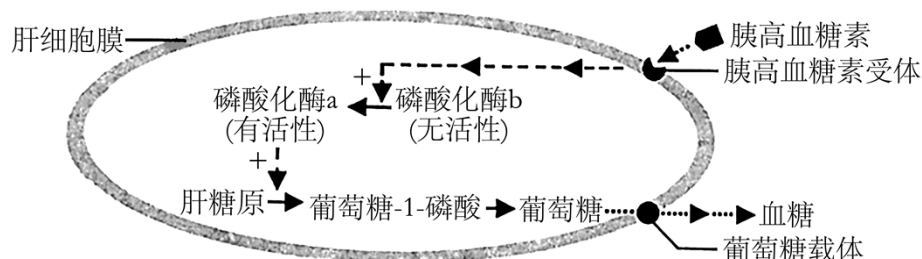 肝细胞膜
胰高血糖素
胰高血糖素受体
+
磷酸化酶a
(有活性)
磷酸化酶b
(无活性)
+
肝糖原
葡萄糖-1-磷酸
葡萄糖
血糖
葡萄糖载体